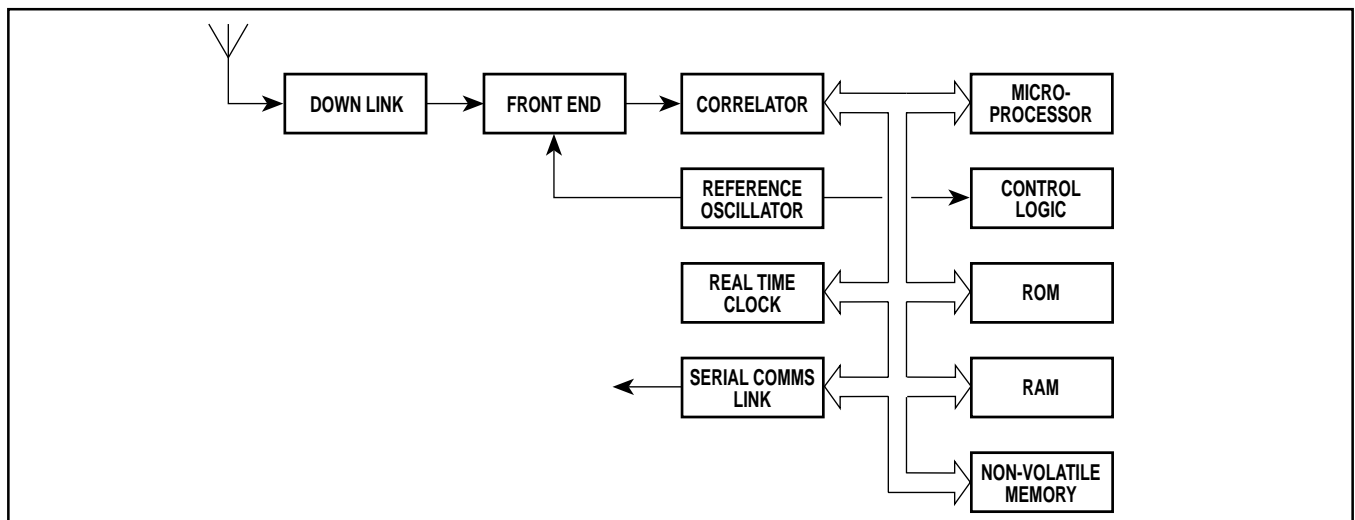 DOWN LINK
FRONT END
CORRELATOR
MICRO-
PROCESSOR
REFERENCE
OSCILLATOR
CONTROL
LOGIC
REAL TIME
CLOCK
ROM
SERIAL COMMS
LINK
RAM
NON-VOLATILE
MEMORY